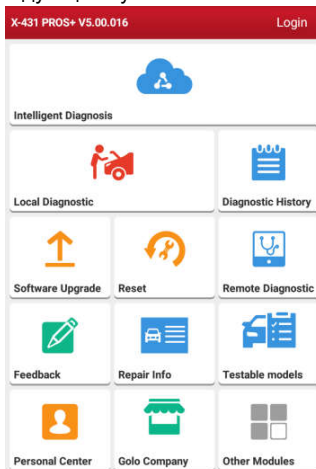 X-431 PROS+ V5.00.016 Login
Intelligent Diagnosis
Local Diagnostic Diagnostic History
Software Upgrade Reset Remote Diagnostic
Feedback Repair Info Testable models
Personal Center Golo Company Other Modules